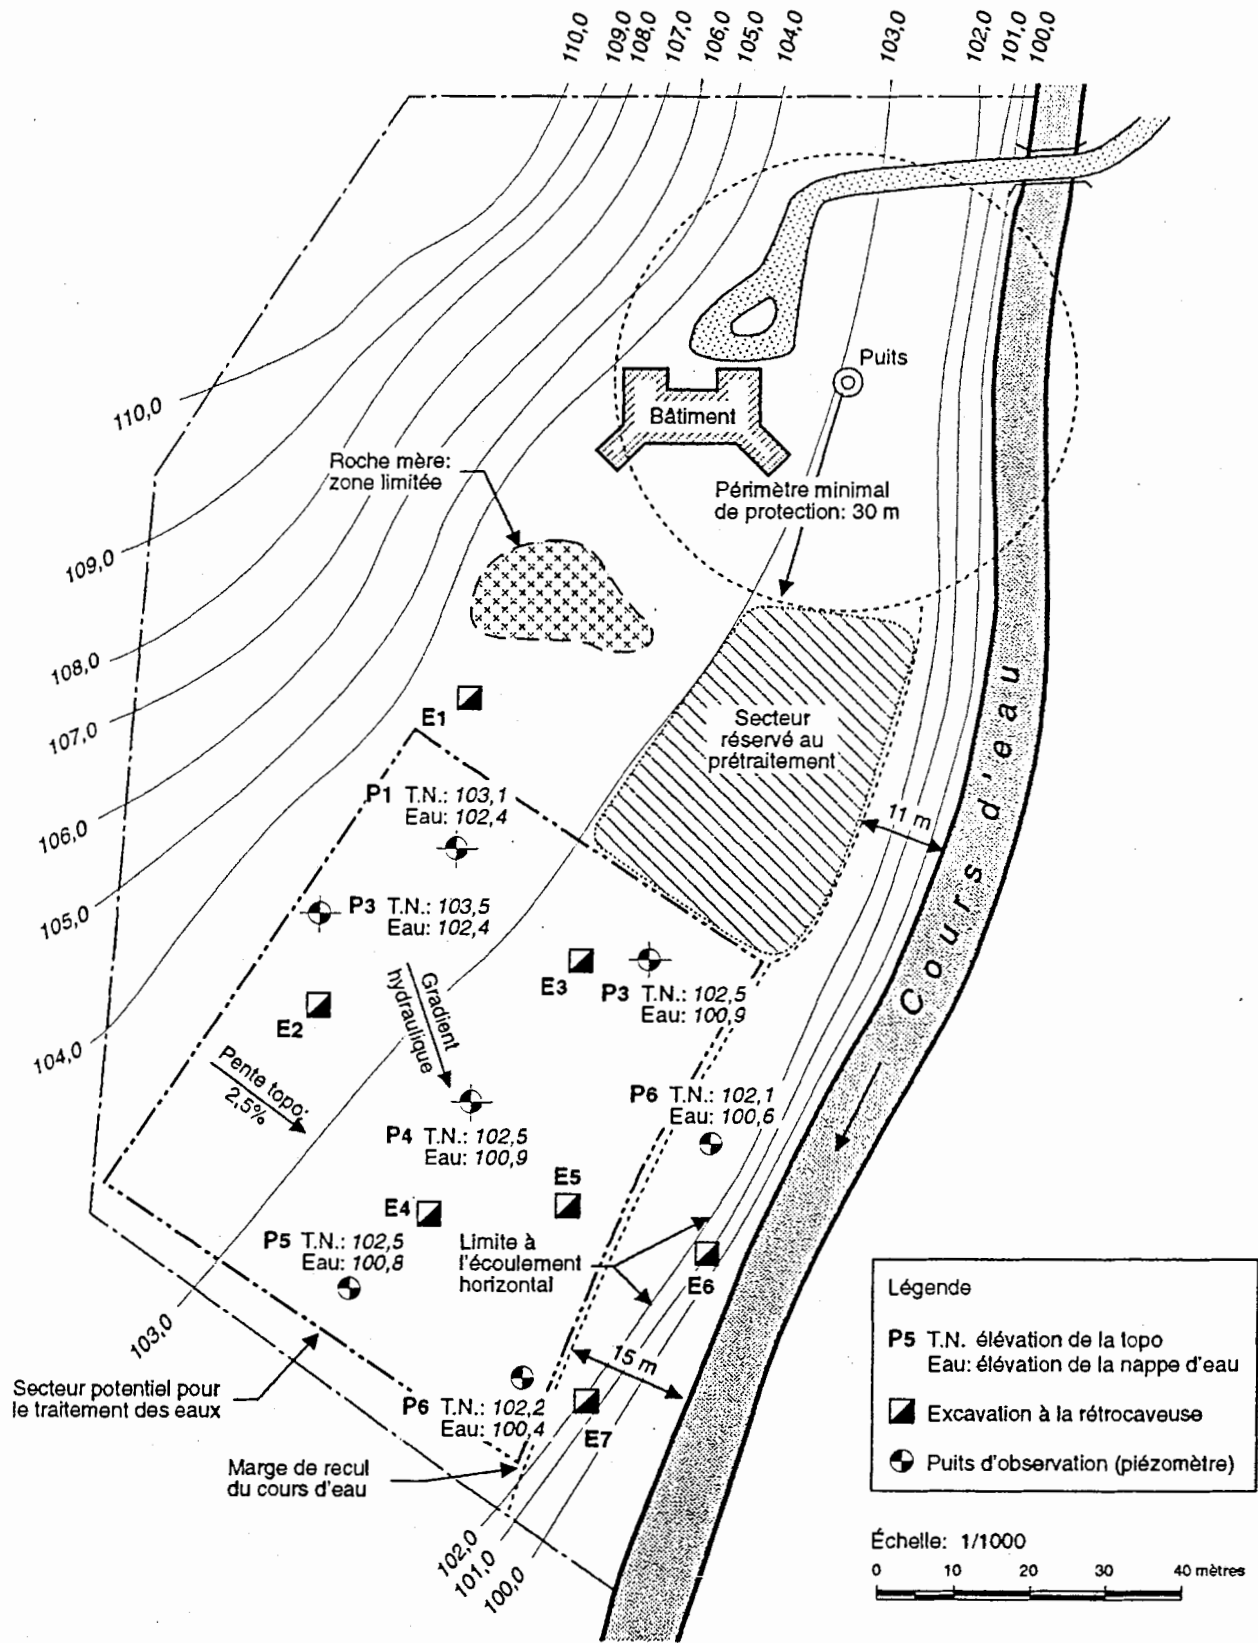 110,0
109,0
108,0
107,0
106,0
105,0
104,0
103,0
102,0
101,0
100,0
Puits
Bâtiment
110,0
Roche mère:
zone limitée
Périmètre minimal
de protection: 30 m
109,0
108,0
107,0
106,0
105,0
104,0
103,0
E1
Secteur
réservé au
prétraitement
Cours d'eau
11 m
P1 T.N.: 103,1
Eau: 102,4
P3 T.N.: 103,5
Eau: 102,4
E3
P3 T.N.: 102,5
Eau: 100,9
E2
Gradient
hydraulique
Pente topo:
2,5%
P6 T.N.: 102,1
Eau: 100,6
P4 T.N.: 102,5
Eau: 100,9
E5
E4
P5 T.N.: 102,5
Eau: 100,8
Limite à
l'écoulement
horizontal
E6
15 m
Secteur potentiel pour
le traitement des eaux
P6 T.N.: 102,2
Eau: 100,4
E7
Marge de recul
du cours d'eau
102,0
101,0
100,0
Légende
P5 T.N. élévation de la topo
Eau: élévation de la nappe d'eau
Excavation à la rétrocaveuse
Puits d'observation (piézomètre)
Échelle: 1/1000
0 10 20 30 40 mètres